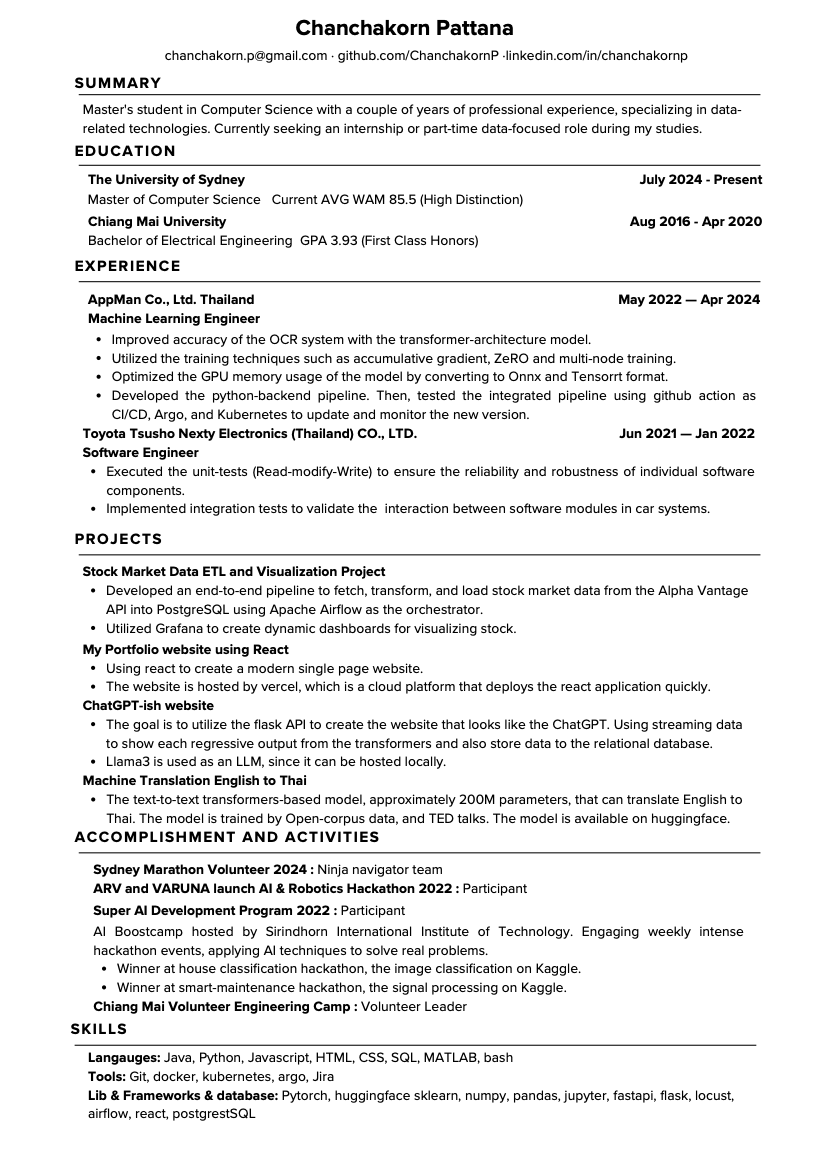 Chanchakorn Pattana
chanchakorn.p@gmail.com · github.com/ChanchakornP ·linkedin.com/in/chanchakornp
SUMMARY
Master's student in Computer Science with a couple of years of professional experience, specializing in data-
related technologies. Currently seeking an internship or part-time data-focused role during my studies.
EDUCATION
The University of Sydney July 2024 - Present
Master of Computer Science Current AVG WAM 85.5 (High Distinction)
Chiang Mai University Aug 2016 - Apr 2020
Bachelor of Electrical Engineering GPA 3.93 (First Class Honors)
EXPERIENCE
AppMan Co., Ltd. Thailand May 2022 — Apr 2024
Machine Learning Engineer
• Improved accuracy of the OCR system with the transformer-architecture model.
• Utilized the training techniques such as accumulative gradient, ZeRO and multi-node training.
• Optimized the GPU memory usage of the model by converting to Onnx and Tensorrt format.
• Developed the python-backend pipeline. Then, tested the integrated pipeline using github action as
CI/CD, Argo, and Kubernetes to update and monitor the new version.
Toyota Tsusho Nexty Electronics (Thailand) CO., LTD. Jun 2021 — Jan 2022
Software Engineer
• Executed the unit-tests (Read-modify-Write) to ensure the reliability and robustness of individual software
components.
• Implemented integration tests to validate the interaction between software modules in car systems.
PROJECTS
Stock Market Data ETL and Visualization Project
• Developed an end-to-end pipeline to fetch, transform, and load stock market data from the Alpha Vantage
API into PostgreSQL using Apache Airflow as the orchestrator.
• Utilized Grafana to create dynamic dashboards for visualizing stock.
My Portfolio website using React
• Using react to create a modern single page website.
• The website is hosted by vercel, which is a cloud platform that deploys the react application quickly.
ChatGPT-ish website
• The goal is to utilize the flask API to create the website that looks like the ChatGPT. Using streaming data
to show each regressive output from the transformers and also store data to the relational database.
• Llama3 is used as an LLM, since it can be hosted locally.
Machine Translation English to Thai
• The text-to-text transformers-based model, approximately 200M parameters, that can translate English to
Thai. The model is trained by Open-corpus data, and TED talks. The model is available on huggingface.
ACCOMPLISHMENT AND ACTIVITIES
Sydney Marathon Volunteer 2024 : Ninja navigator team
ARV and VARUNA launch AI & Robotics Hackathon 2022 : Participant
Super AI Development Program 2022 : Participant
AI Boostcamp hosted by Sirindhorn International Institute of Technology. Engaging weekly intense
hackathon events, applying AI techniques to solve real problems.
• Winner at house classification hackathon, the image classification on Kaggle.
• Winner at smart-maintenance hackathon, the signal processing on Kaggle.
Chiang Mai Volunteer Engineering Camp : Volunteer Leader
SKILLS
Langauges: Java, Python, Javascript, HTML, CSS, SQL, MATLAB, bash
Tools: Git, docker, kubernetes, argo, Jira
Lib & Frameworks & database: Pytorch, huggingface sklearn, numpy, pandas, jupyter, fastapi, flask, locust,
airflow, react, postgrestSQL